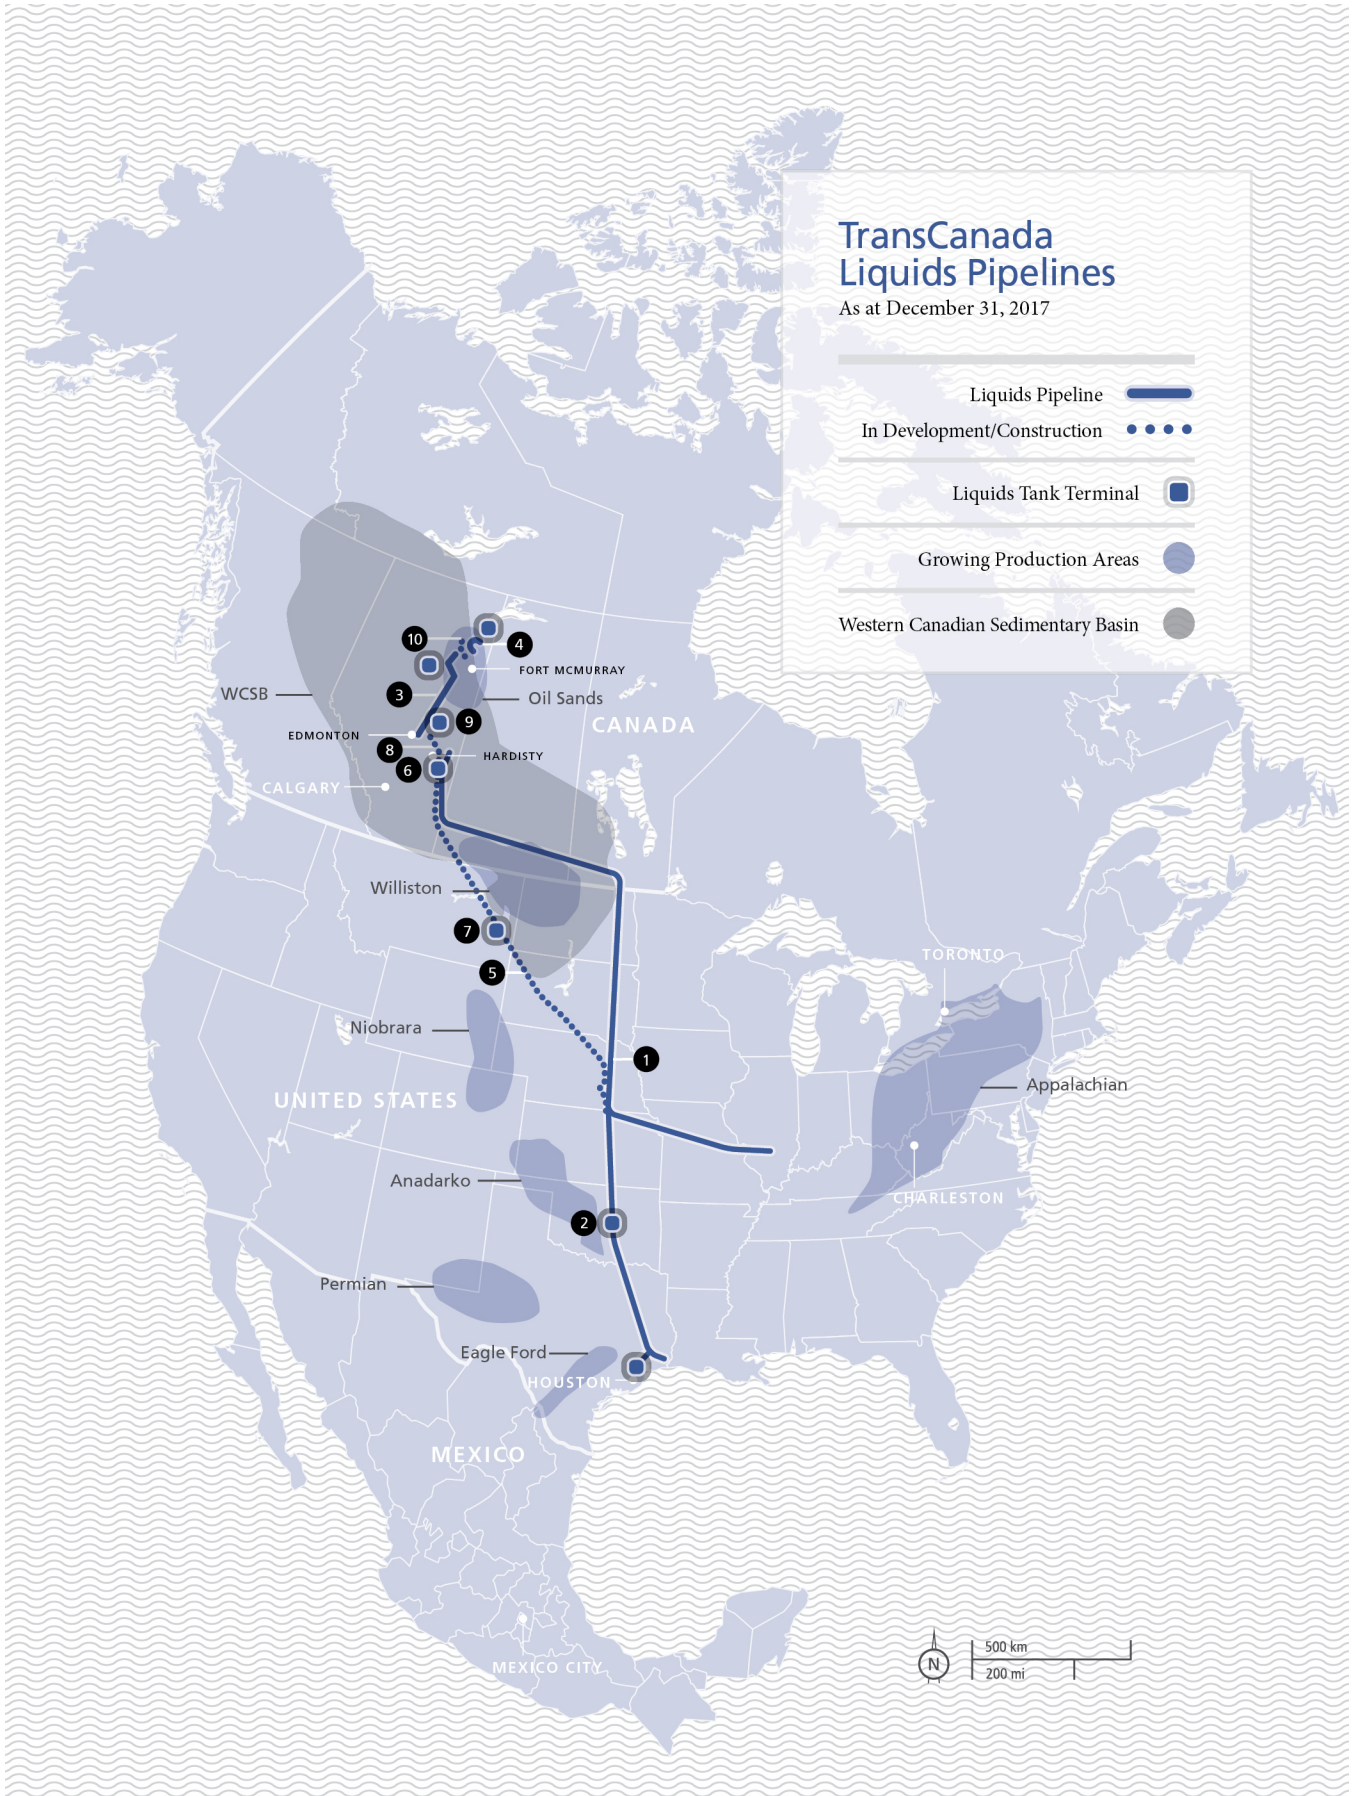 TransCanada
Liquids Pipelines
As at December 31, 2017
Liquids Pipeline
In Development/Construction
Liquids Tank Terminal
Growing Production Areas
Western Canadian Sedimentary Basin
10
4
FORT MCMURRAY
WCSB
3
Oil Sands
9
CANADA
EDMONTON
8
HARDISTY
6
CALGARY
Williston
7
TORONTO
5
Niobrara
1
Appalachian
UNITED STATES
Anadarko
CHARLESTON
2
Permian
Eagle Ford
HOUSTON
MEXICO
MEXICO CITY
N
500 km
200 mi